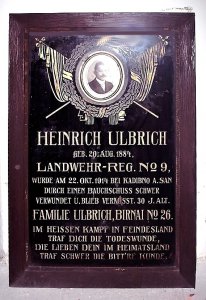 HEINRICH ULBRICH
GEB. 20. AUG. 1884,
LANDWEHR-REG. No 9,
WURDE AM 22. OKT. 1914 BEI KADIBNO A. SAN
DURCH EINEN BAUCHSCHUSS SCHWER
VERWUNDET U. BLIEB VERMISST. 30 J. ALT.
FAMILIE ULBRICH, BIRNAI No 26.
IM HEISSEN KAMPF IN FEINDESLAND
TRAF DICH DIE TODESWUNDE,
DIE LIEBEN DEIN IM HEIMATSLAND
TRAF SCHWER DIE BITT'RE KUNDE.